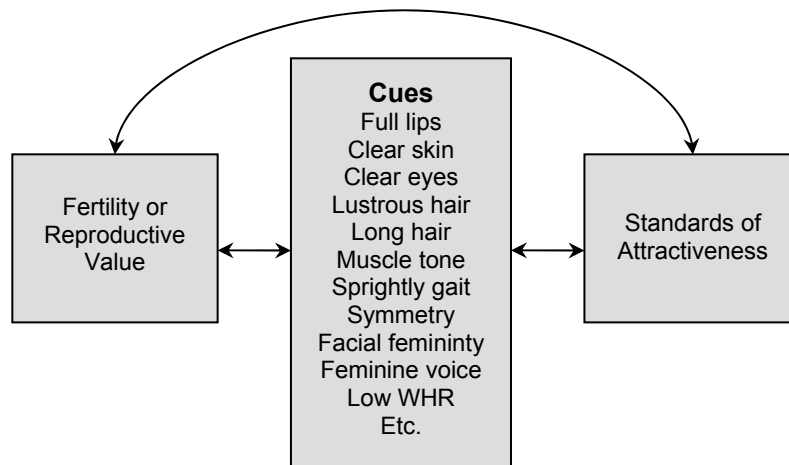 Fertility or
Reproductive
Value
Cues
Full lips
Clear skin
Clear eyes
Lustrous hair
Long hair
Muscle tone
Sprightly gait
Symmetry
Facial femininty
Feminine voice
Low WHR
Etc.
Standards of
Attractiveness